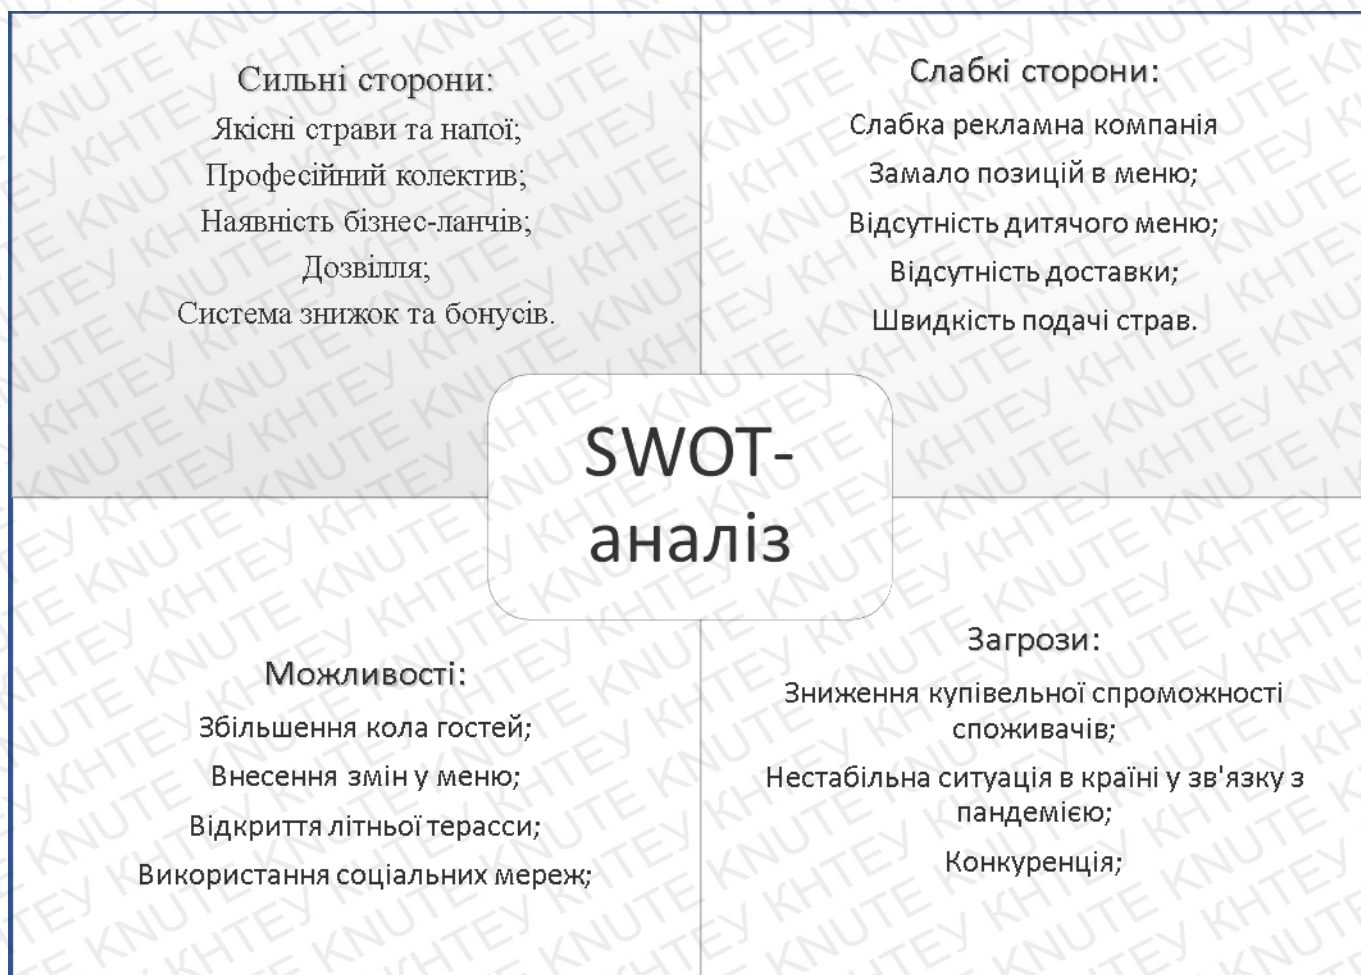 Сильні сторони:
Якісні страви та напої;
Професійний колектив;
Наявність бізнес-ланчів;
Дозвілля;
Система знижок та бонусів.
Слабкі сторони:
Слабка рекламна компанія
Замало позицій в меню;
Відсутність дитячого меню;
Відсутність доставки;
Швидкість подачі страв.
SWOT-
аналіз
Можливості:
Збільшення кола гостей;
Внесення змін у меню;
Відкриття літньої терасси;
Використання соціальних мереж;
Загрози:
Зниження купівельної спроможності
споживачів;
Нестабільна ситуація в країні у зв'язку з
пандемією;
Конкуренція;